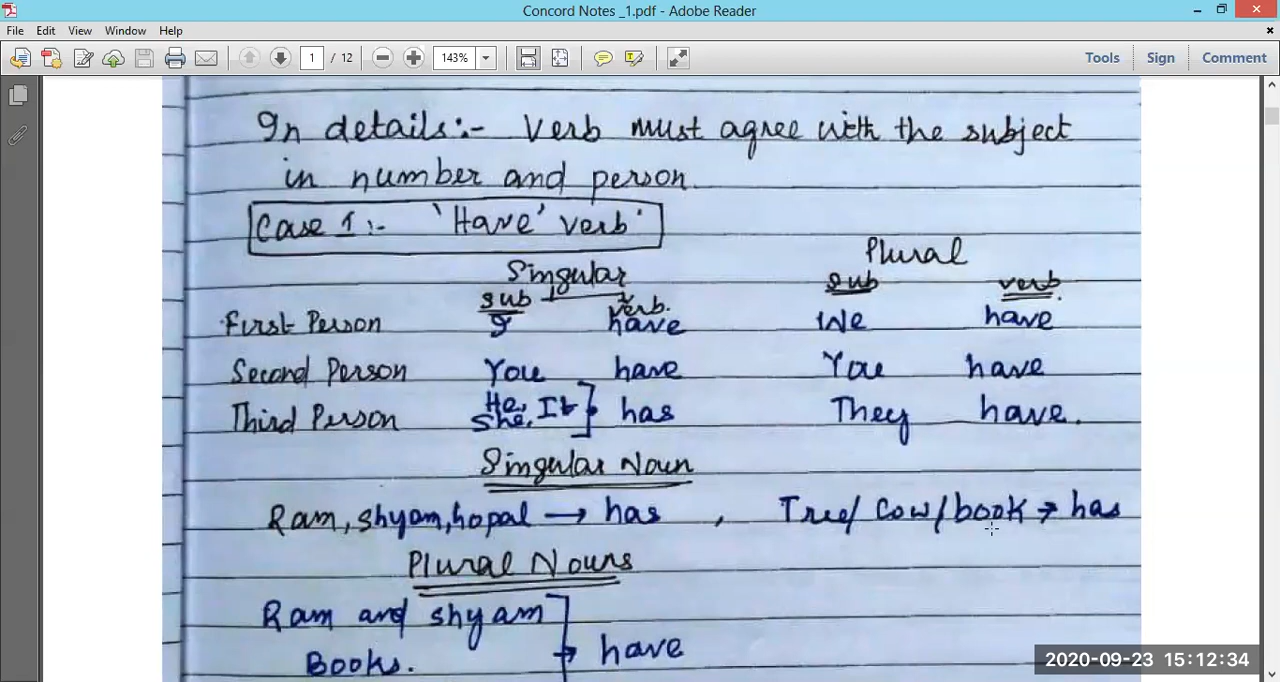 Concord Notes _1.pdf - Adobe Reader
File Edit View Window Help
1 / 12 143% Tools Sign Comment
In details:- Verb must agree with the subject
in number and person.
Case 1:- 'Have' verb'
Singular Plural
sub verb. sub verb.
First Person I have We have
Second Person You have You have
Third Person He, She, It has They have.
Singular Noun
Ram, shyam, hopal → has , Tree/ Cow/book → has
Plural Nouns
Ram and shyam
Books. → have
2020-09-23 15:12:34